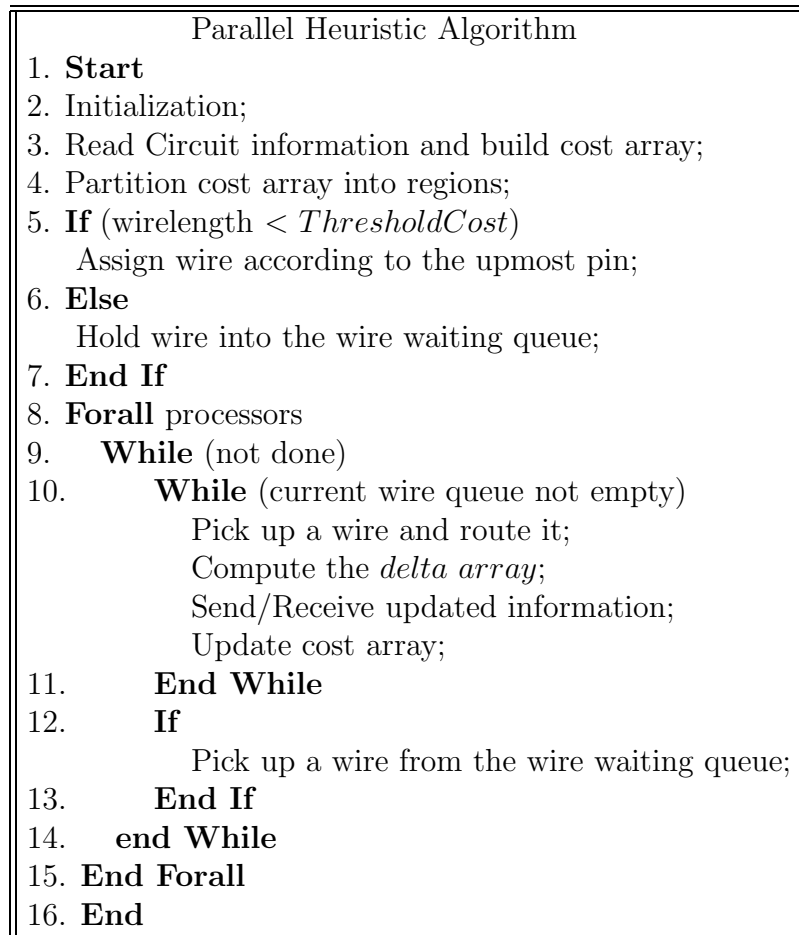 Parallel Heuristic Algorithm
1. Start
2. Initialization;
3. Read Circuit information and build cost array;
4. Partition cost array into regions;
5. If (wirelength < ThresholdCost)
Assign wire according to the upmost pin;
6. Else
Hold wire into the wire waiting queue;
7. End If
8. Forall processors
9. While (not done)
10. While (current wire queue not empty)
Pick up a wire and route it;
Compute the delta array;
Send/Receive updated information;
Update cost array;
11. End While
12. If
Pick up a wire from the wire waiting queue;
13. End If
14. end While
15. End Forall
16. End